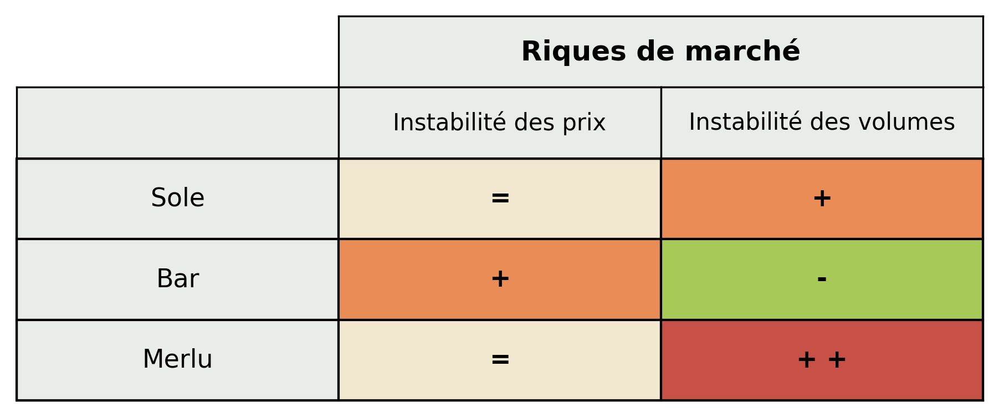 Riques de marché
Instabilité des prix Instabilité des volumes
Sole = +
Bar + -
Merlu = + +